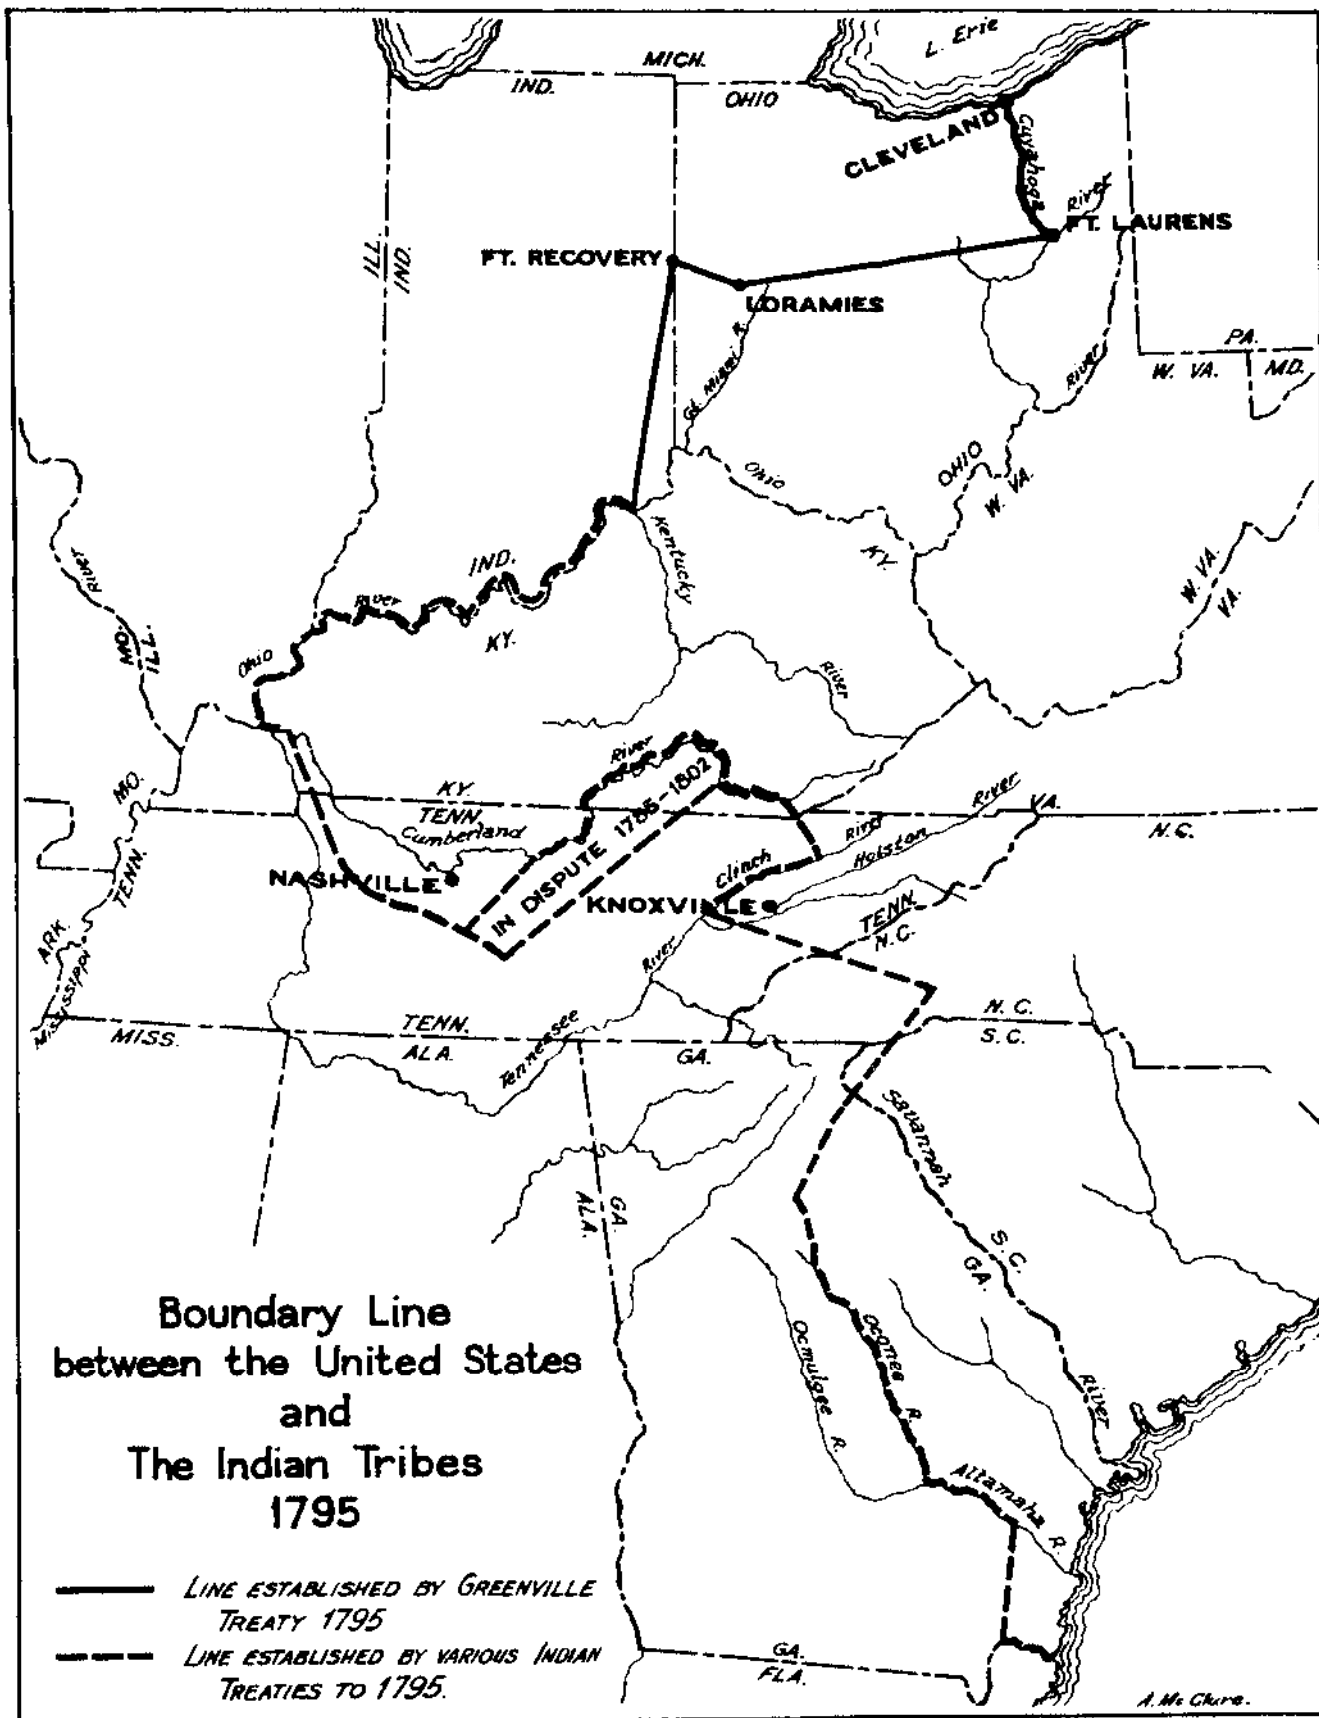 L. Erie
MICH.
IND.
OHIO
CLEVELAND
Cuyahoga
River
FT. LAURENS
ILL.
IND.
FT. RECOVERY
LORAMIES
Gt. Miami R.
River
PA.
W. VA.
MD.
Ohio
OHIO
W. VA.
KY.
Kentucky
River
W. VA.
VA.
River
MO.
ILL.
IND.
River
KY.
Ohio
River
KY.
TENN.
Cumberland
IN DISPUTE 1785-1802
River
VA.
N.C.
River
Holston
Clinch
MO.
TENN.
NASHVILLE
KNOXVILLE
TENN.
N.C.
River
ARK.
Mississippi
MISS.
TENN.
ALA.
Tennessee
GA.
N.C.
S.C.
Savannah
River
GA.
ALA.
S.C.
GA.
Ocmulgee R.
Oconee R.
Altamaha R.
GA.
FLA.
Boundary Line
between the United States
and
The Indian Tribes
1795
LINE ESTABLISHED BY GREENVILLE
TREATY 1795
LINE ESTABLISHED BY VARIOUS INDIAN
TREATIES TO 1795.
A. McClure.